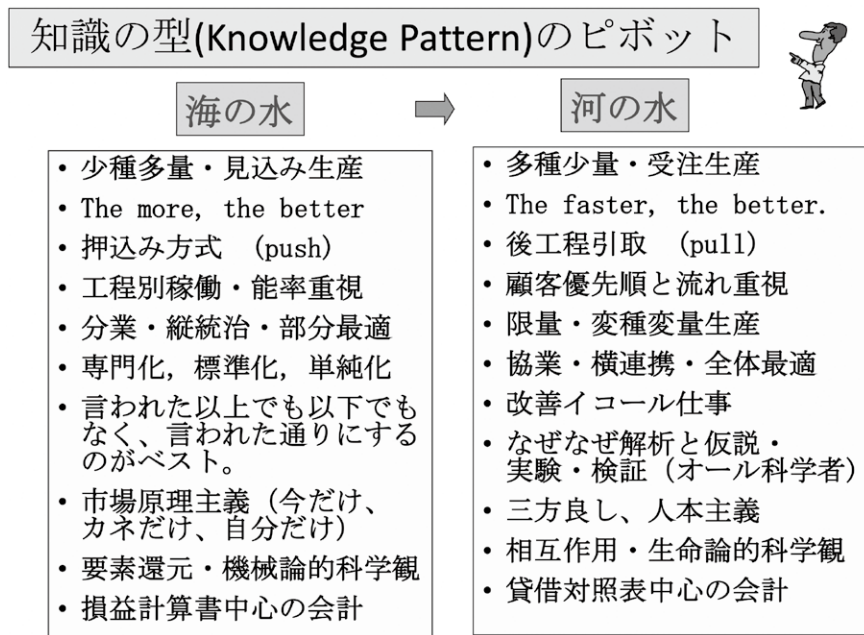 知識の型(Knowledge Pattern)のピボット
海の水
• 少種多量・見込み生産
• The more, the better
• 押込み方式 (push)
• 工程別稼働・能率重視
• 分業・縦統治・部分最適
• 専門化, 標準化, 単純化
• 言われた以上でも以下でも
なく、言われた通りにする
のがベスト。
• 市場原理主義（今だけ、
カネだけ、自分だけ）
• 要素還元・機械論的科学観
• 損益計算書中心の会計
河の水
• 多種少量・受注生産
• The faster, the better.
• 後工程引取 (pull)
• 顧客優先順と流れ重視
• 限量・変種変量生産
• 協業・横連携・全体最適
• 改善イコール仕事
• なぜなぜ解析と仮説・
実験・検証（オール科学者）
• 三方良し、人本主義
• 相互作用・生命論的科学観
• 貸借対照表中心の会計